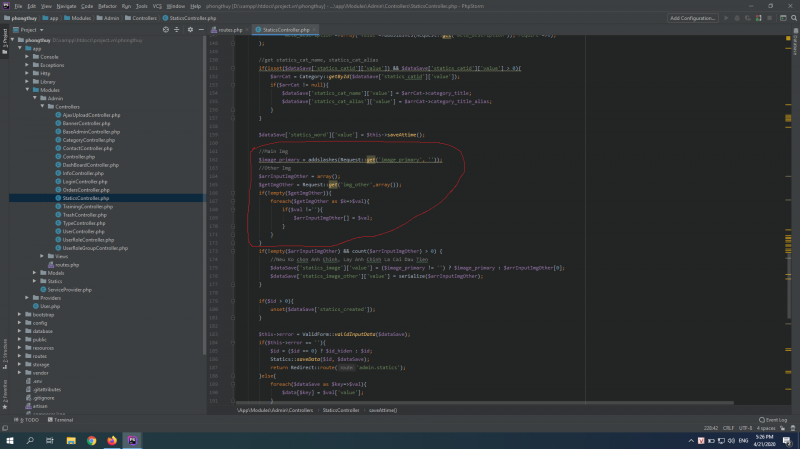 File Edit View Navigate Code Refactor Run Tools VCS Window Help phongthuy [D:\xampp\htdocs\project.vn\phongthuy] - ...\app\Modules\Admin\Controllers\StaticsController.php - PhpStorm
phongthuy app Modules Admin Controllers StaticsController.php Add Configuration...
Project
routes.php StaticsController.php
phongthuy D:\xampp\htdocs\project.vn\phongthuy
app
Console
Exceptions
Http
Library
Modules
Admin
Controllers
AjaxUploadController.php
BannerController.php
BaseAdminController.php
CategoryController.php
ContactController.php
Controller.php
DashBoardController.php
InfoController.php
LoginController.php
OrdersController.php
StaticsController.php
TrainingController.php
TrashController.php
TypeController.php
UserController.php
UserRoleController.php
UserRoleGroupController.php
Views
routes.php
Models
Statics
ServiceProvider.php
Providers
User.php
bootstrap
config
database
public
resources
routes
storage
vendor
.env
.gitattributes
.gitignore
artisan
);
//get statics_cat_name, statics_cat_alias
if(isset($dataSave['statics_catid']['value']) && $dataSave['statics_catid']['value'] > 0){
$arrCat = Category::getById($dataSave['statics_catid']['value']);
if($arrCat != null){
$dataSave['statics_cat_name']['value'] = $arrCat->category_title;
$dataSave['statics_cat_alias']['value'] = $arrCat->category_title_alias;
}
}
$dataSave['statics_word']['value'] = $this->saveAttime();
//Main Img
$image_primary = addslashes(Request::get('image_primary', ''));
//Other Img
$arrInputImgOther = array();
$getImgOther = Request::get('img_other',array());
if(!empty($getImgOther)){
foreach($getImgOther as $k=>$val){
if($val !=''){
$arrInputImgOther[] = $val;
}
}
}
if(!empty($arrInputImgOther) && count($arrInputImgOther) > 0) {
//Neu Ko chon Anh Chinh, Lay Anh Chinh La Cai Dau Tien
$dataSave['statics_image']['value'] = ($image_primary != '') ? $image_primary : $arrInputImgOther[0];
$dataSave['statics_image_other']['value'] = serialize($arrInputImgOther);
}
if($id > 0){
unset($dataSave['statics_created']);
}
$this->error = ValidForm::validInputData($dataSave);
if($this->error == ''){
$id = ($id == 0) ? $id_hiden : $id;
Statics::saveData($id, $dataSave);
return Redirect::route( route: 'admin.statics');
}else{
foreach($dataSave as $key=>$val){
$data[$key] = $val['value'];
}
\App\Modules\Admin\Controllers StaticsController saveAttime()
6: TODO Terminal Event Log
228:42 CRLF UTF-8 4 spaces
ENG 5:26 PM
4/21/2020